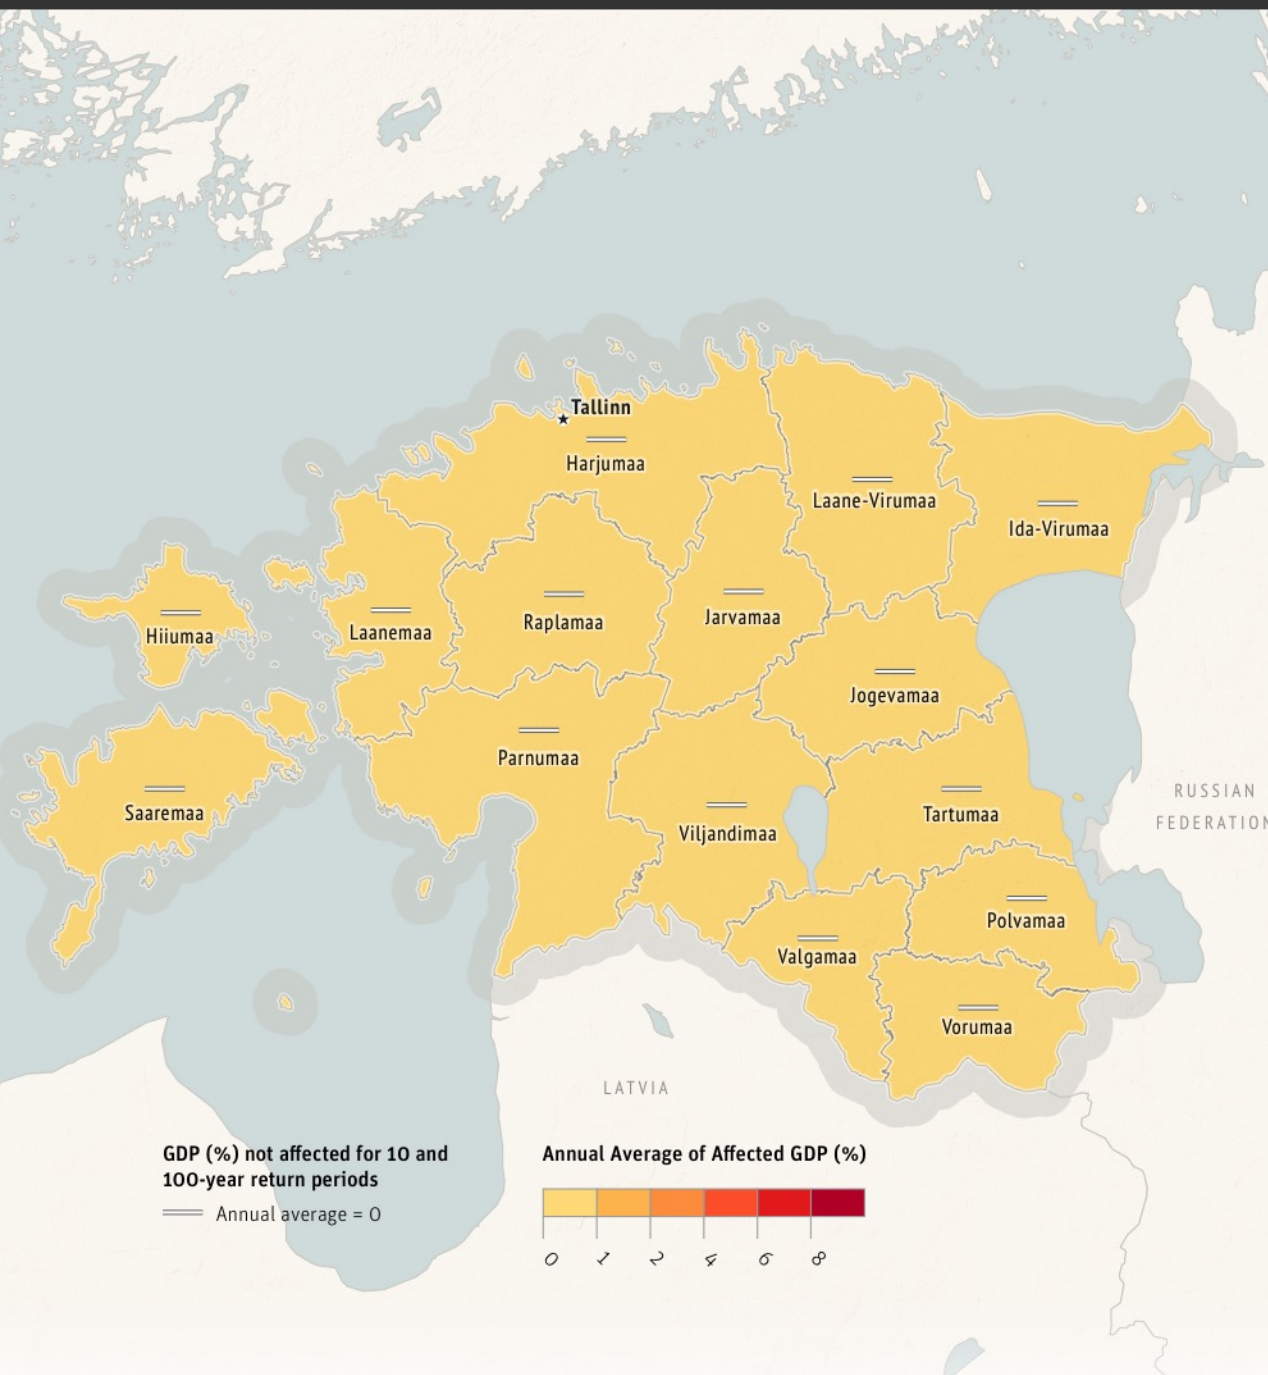 Tallinn
Harjumaa
Laane-Virumaa
Ida-Virumaa
Hiiumaa
Laanemaa
Raplamaa
Jarvamaa
Jogevamaa
Parnumaa
Saaremaa
Viljandimaa
Tartumaa
RUSSIAN
FEDERATION
Polvamaa
Valgamaa
Vorumaa
LATVIA
GDP (%) not affected for 10 and
100-year return periods
Annual average = 0
Annual Average of Affected GDP (%)
0 1 2 4 6 8